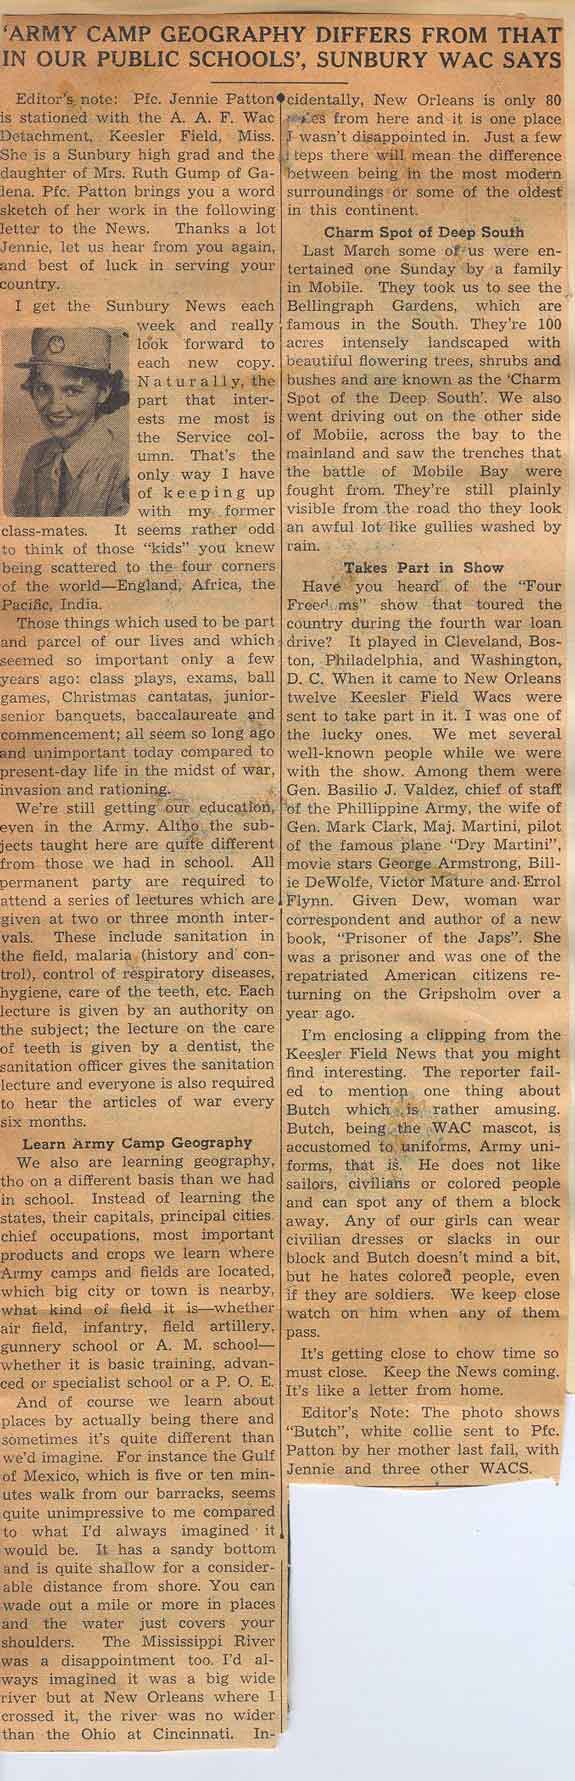 'ARMY CAMP GEOGRAPHY DIFFERS FROM THAT
IN OUR PUBLIC SCHOOLS', SUNBURY WAC SAYS
Editor's note: Pfc. Jennie Patton
is stationed with the A. A. F. Wac
Detachment, Keesler Field, Miss.
She is a Sunbury high grad and the
daughter of Mrs. Ruth Gump of Ga-
lena. Pfc. Patton brings you a word
sketch of her work in the following
letter to the News. Thanks a lot
Jennie, let us hear from you again,
and best of luck in serving your
country.
I get the Sunbury News each
week and really
look forward to
each new copy.
Naturally, the
part that inter-
ests me most is
the Service col-
umn. That's the
only way I have
of keeping up
with my former
class-mates. It seems rather odd
to think of those "kids" you knew
being scattered to the four corners
of the world—England, Africa, the
Pacific, India.
Those things which used to be part
and parcel of our lives and which
seemed so important only a few
years ago: class plays, exams, ball
games, Christmas cantatas, junior-
senior banquets, baccalaureate and
commencement; all seem so long ago
and unimportant today compared to
present-day life in the midst of war,
invasion and rationing.
We're still getting our education,
even in the Army. Altho the sub-
jects taught here are quite different
from those we had in school. All
permanent party are required to
attend a series of lectures which are
given at two or three month inter-
vals. These include sanitation in
the field, malaria (history and con-
trol), control of respiratory diseases,
hygiene, care of the teeth, etc. Each
lecture is given by an authority on
the subject; the lecture on the care
of teeth is given by a dentist, the
sanitation officer gives the sanitation
lecture and everyone is also required
to hear the articles of war every
six months.
Learn Army Camp Geography
We also are learning geography,
tho on a different basis than we had
in school. Instead of learning the
states, their capitals, principal cities
chief occupations, most important
products and crops we learn where
Army camps and fields are located,
which big city or town is nearby,
what kind of field it is—whether
air field, infantry, field artillery,
gunnery school or A. M. school—
whether it is basic training, advan-
ced or specialist school or a P. O. E.
And of course we learn about
places by actually being there and
sometimes it's quite different than
we'd imagine. For instance the Gulf
of Mexico, which is five or ten min-
utes walk from our barracks, seems
quite unimpressive to me compared
to what I'd always imagined it
would be. It has a sandy bottom
and is quite shallow for a consider-
able distance from shore. You can
wade out a mile or more in places
and the water just covers your
shoulders. The Mississippi River
was a disappointment too. I'd al-
ways imagined it was a big wide
river but at New Orleans where I
crossed it, the river was no wider
than the Ohio at Cincinnati. In-
cidentally, New Orleans is only 80
from here and it is one place
I wasn't disappointed in. Just a few
steps there will mean the difference
between being in the most modern
surroundings or some of the oldest
in this continent.
Charm Spot of Deep South
Last March some of us were en-
tertained one Sunday by a family
in Mobile. They took us to see the
Bellingraph Gardens, which are
famous in the South. They're 100
acres intensely landscaped with
beautiful flowering trees, shrubs and
bushes and are known as the 'Charm
Spot of the Deep South'. We also
went driving out on the other side
of Mobile, across the bay to the
mainland and saw the trenches that
the battle of Mobile Bay were
fought from. They're still plainly
visible from the road tho they look
an awful lot like gullies washed by
rain.
Takes Part in Show
Have you heard of the "Four
Freedoms" show that toured the
country during the fourth war loan
drive? It played in Cleveland, Bos-
ton, Philadelphia, and Washington,
D. C. When it came to New Orleans
twelve Keesler Field Wacs were
sent to take part in it. I was one of
the lucky ones. We met several
well-known people while we were
with the show. Among them were
Gen. Basilio J. Valdez, chief of staff
of the Phillippine Army, the wife of
Gen. Mark Clark, Maj. Martini, pilot
of the famous plane "Dry Martini",
movie stars George Armstrong, Bill-
ie DeWolfe, Victor Mature and Errol
Flynn. Given Dew, woman war
correspondent and author of a new
book, "Prisoner of the Japs". She
was a prisoner and was one of the
repatriated American citizens re-
turning on the Gripsholm over a
year ago.
I'm enclosing a clipping from the
Keesler Field News that you might
find interesting. The reporter fail-
ed to mention one thing about
Butch which is rather amusing.
Butch, being the WAC mascot, is
accustomed to uniforms, Army uni-
forms, that is. He does not like
sailors, civilians or colored people
and can spot any of them a block
away. Any of our girls can wear
civilian dresses or slacks in our
block and Butch doesn't mind a bit,
but he hates colored people, even
if they are soldiers. We keep close
watch on him when any of them
pass.
It's getting close to chow time so
must close. Keep the News coming.
It's like a letter from home.
Editor's Note: The photo shows
"Butch", white collie sent to Pfc.
Patton by her mother last fall, with
Jennie and three other WACS.